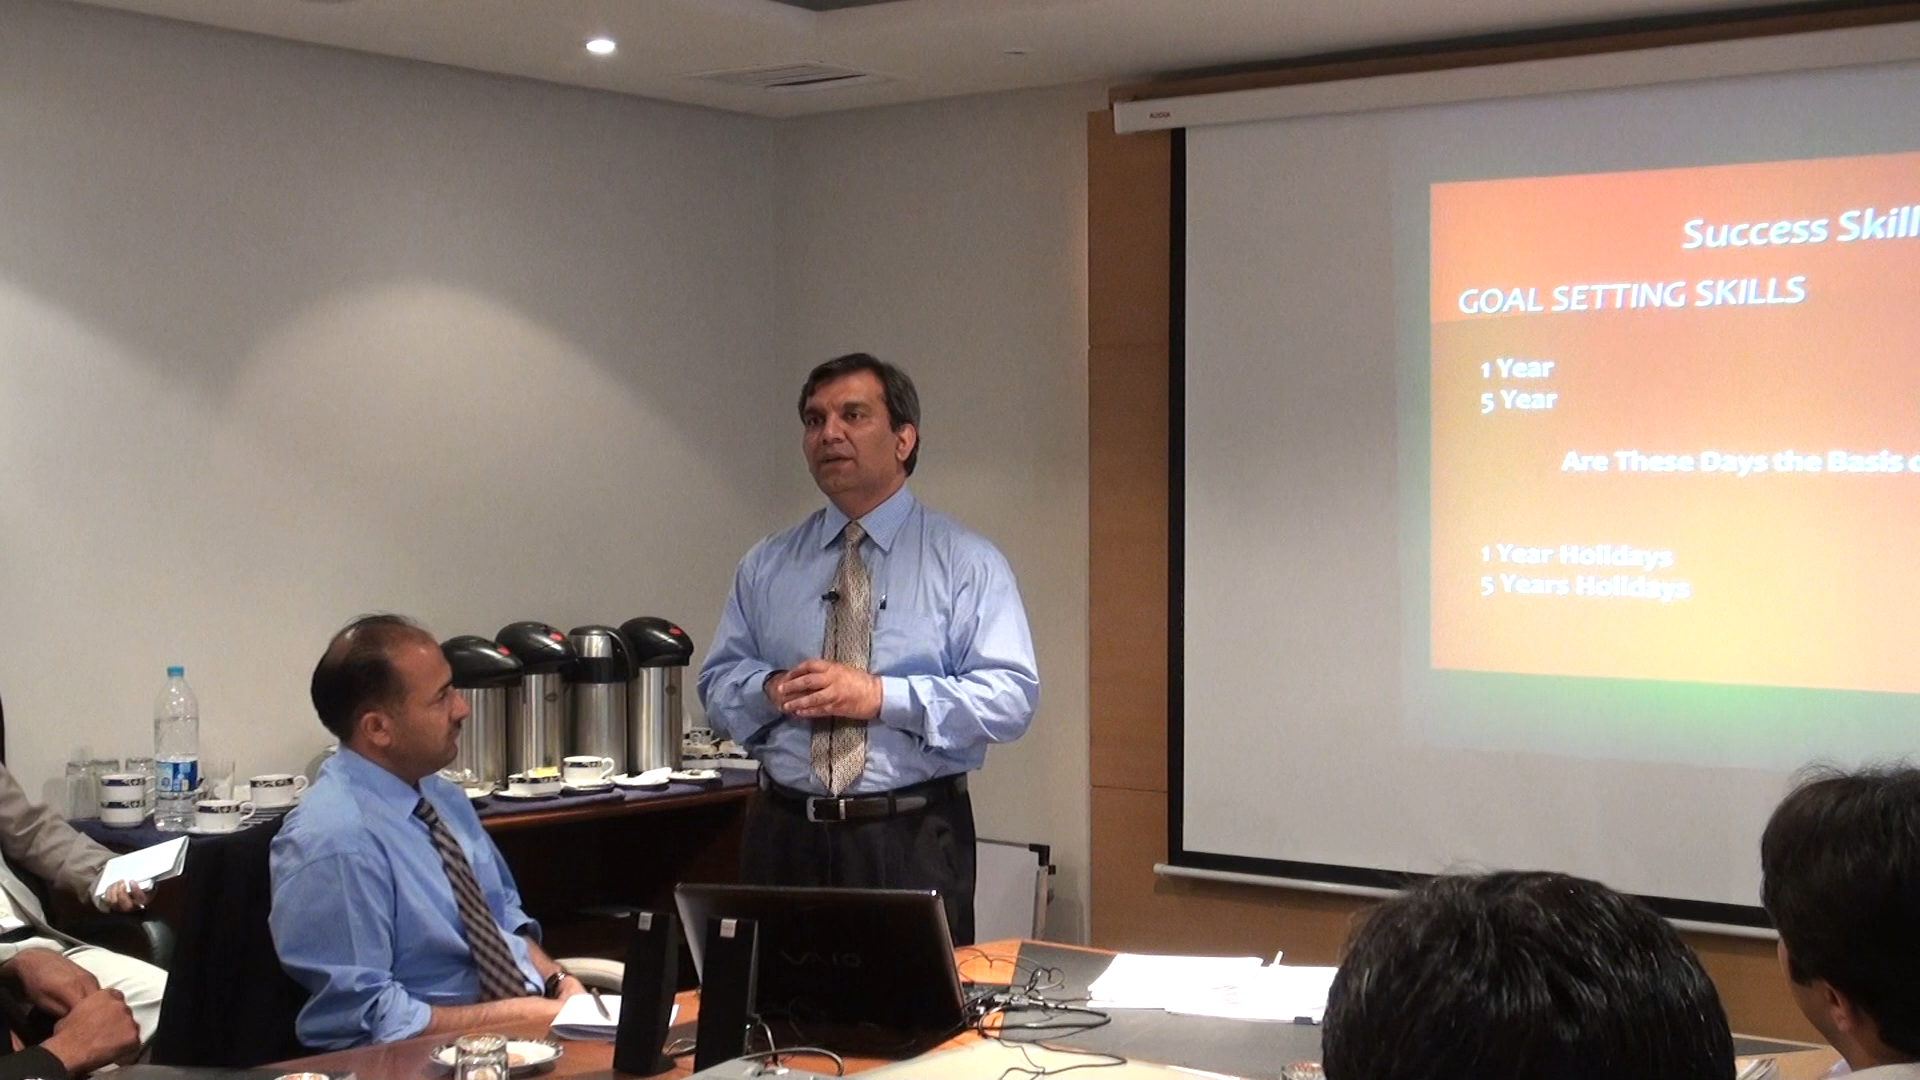 Success Skill
GOAL SETTING SKILLS
1 Year
5 Year
Are These Days the Basis
1 Year Holidays
5 Years Holidays
VAIO